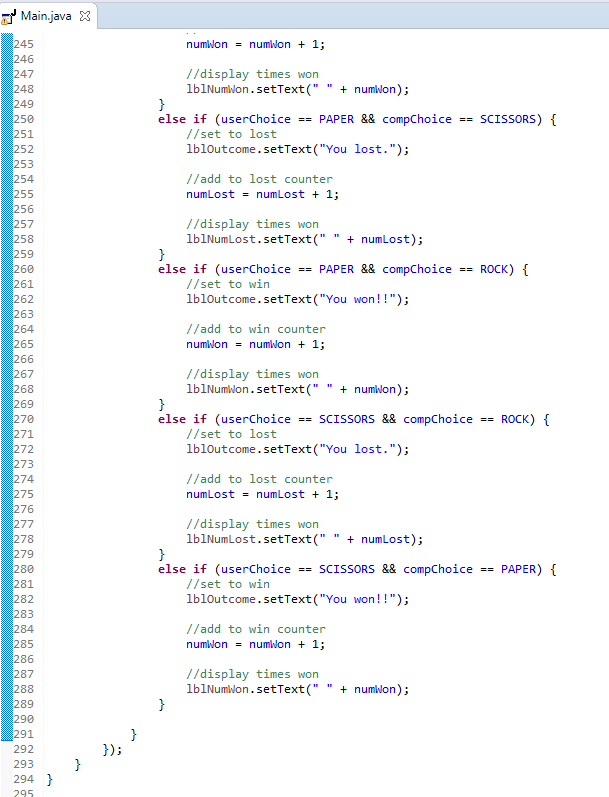 Main.java
245 numWon = numWon + 1;
246
247 //display times won
248 lblNumWon.setText(" " + numWon);
249 }
250 else if (userChoice == PAPER && compChoice == SCISSORS) {
251 //set to lost
252 lblOutcome.setText("You lost.");
253
254 //add to lost counter
255 numLost = numLost + 1;
256
257 //display times won
258 lblNumLost.setText(" " + numLost);
259 }
260 else if (userChoice == PAPER && compChoice == ROCK) {
261 //set to win
262 lblOutcome.setText("You won!!");
263
264 //add to win counter
265 numWon = numWon + 1;
266
267 //display times won
268 lblNumWon.setText(" " + numWon);
269 }
270 else if (userChoice == SCISSORS && compChoice == ROCK) {
271 //set to lost
272 lblOutcome.setText("You lost.");
273
274 //add to lost counter
275 numLost = numLost + 1;
276
277 //display times won
278 lblNumLost.setText(" " + numLost);
279 }
280 else if (userChoice == SCISSORS && compChoice == PAPER) {
281 //set to win
282 lblOutcome.setText("You won!!");
283
284 //add to win counter
285 numWon = numWon + 1;
286
287 //display times won
288 lblNumWon.setText(" " + numWon);
289 }
290
291 }
292 });
293 }
294 }
295